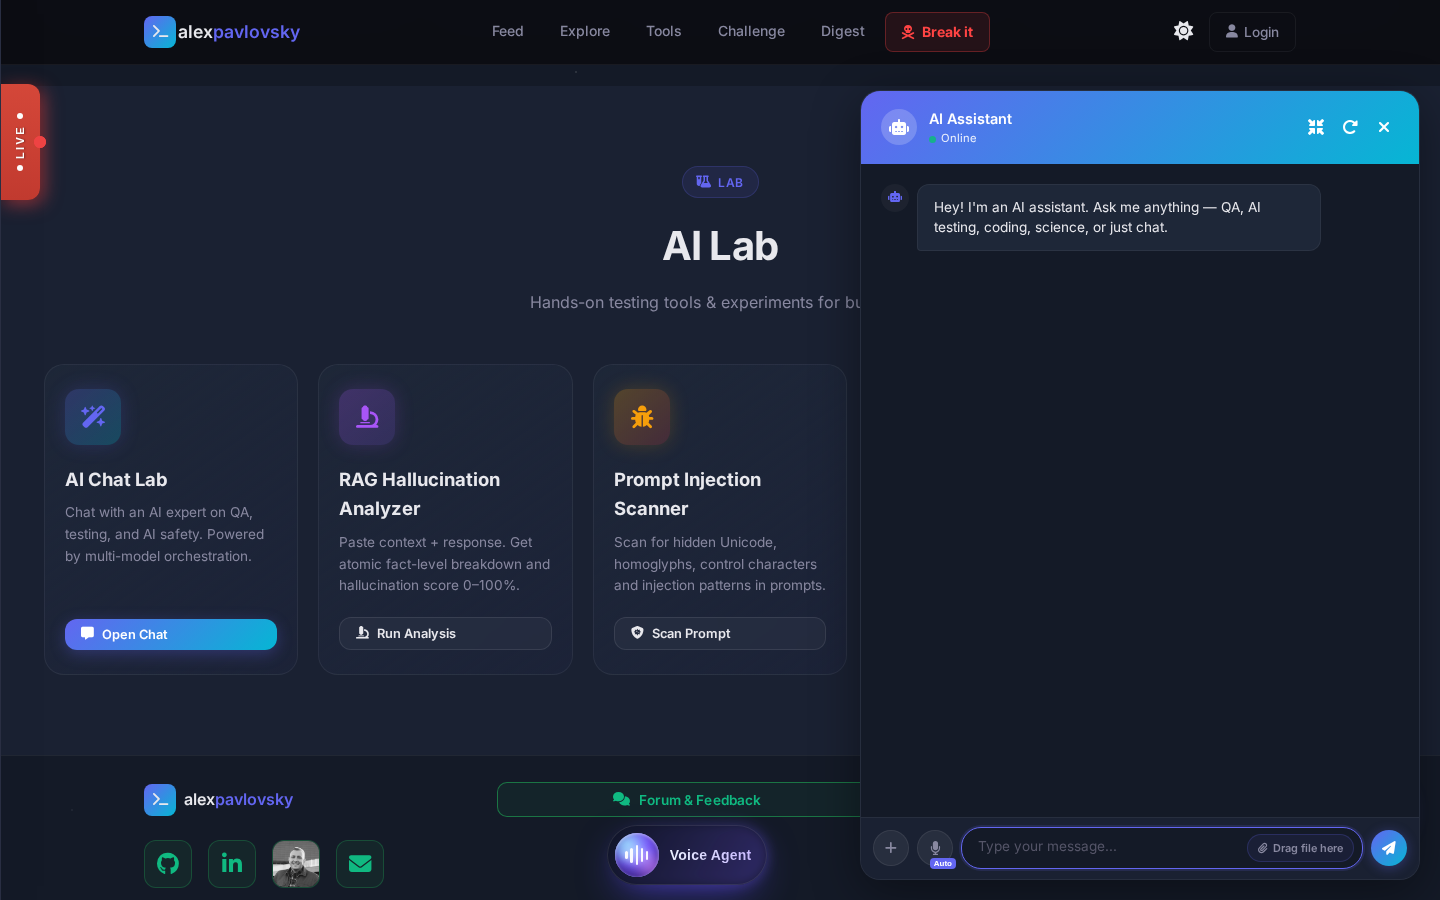 alexpavlovsky
Feed
Explore
Tools
Challenge
Digest
Break it
Login
LIVE
LAB
AI Lab
Hands-on testing tools & experiments for bu
AI Chat Lab
Chat with an AI expert on QA,
testing, and AI safety. Powered
by multi-model orchestration.
Open Chat
RAG Hallucination
Analyzer
Paste context + response. Get
atomic fact-level breakdown and
hallucination score 0–100%.
Run Analysis
Prompt Injection
Scanner
Scan for hidden Unicode,
homoglyphs, control characters
and injection patterns in prompts.
Scan Prompt
AI Assistant
Online
Hey! I'm an AI assistant. Ask me anything — QA, AI
testing, coding, science, or just chat.
Auto
Type your message...
Drag file here
alexpavlovsky
Forum & Feedback
Voice Agent